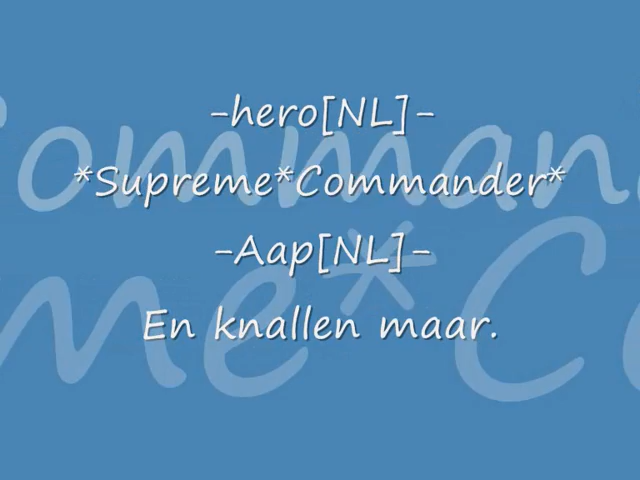 -hero[NL]-
*Supreme*Commander*
-Aap[NL]-
En knallen maar.